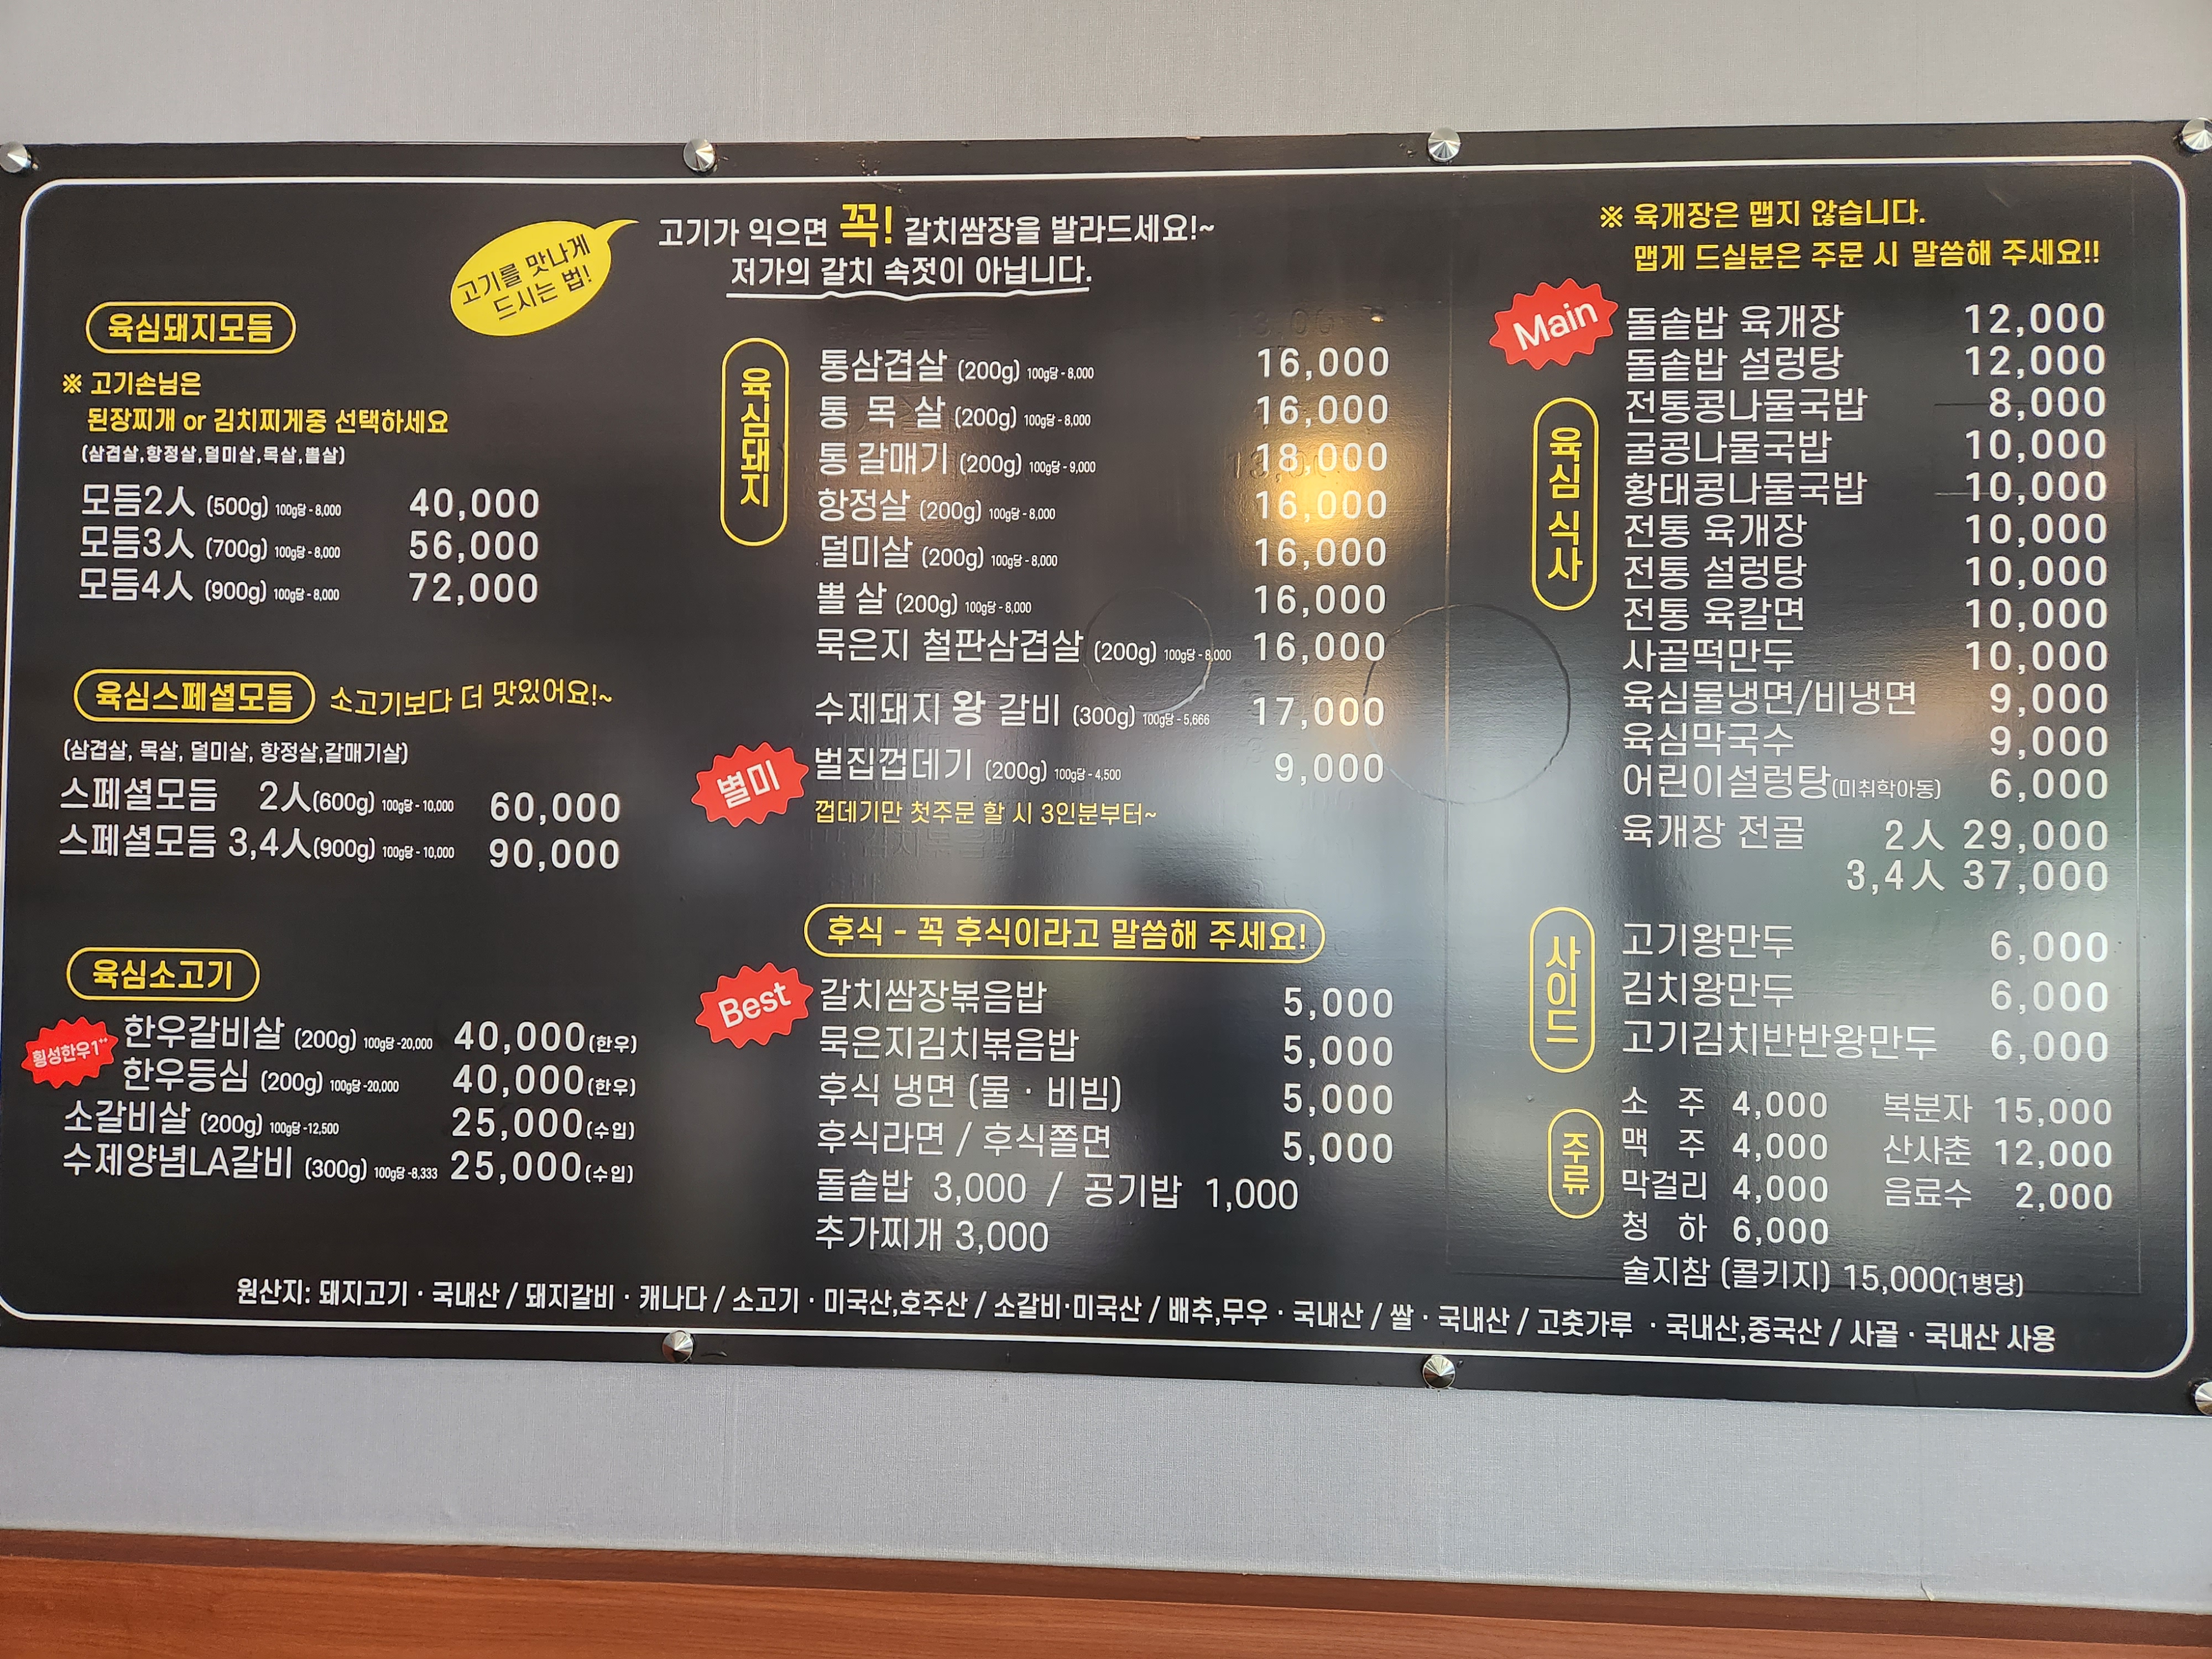 고기를 맛나게
드시는 법!
고기가 익으면 꼭! 갈치쌈장을 발라드세요!~
저가의 갈치 속젓이 아닙니다.
육심돼지모듬
※ 고기손님은
된장찌개 or 김치찌게중 선택하세요
(삼겹살,항정살,덜미살,목살,뽈살)
모듬2人 (500g) 100g당 - 8,000 40,000
모듬3人 (700g) 100g당 - 8,000 56,000
모듬4人 (900g) 100g당 - 8,000 72,000
육심스페셜모듬 소고기보다 더 맛있어요!~
(삼겹살, 목살, 덜미살, 항정살,갈매기살)
스페셜모듬 2人(600g) 100g당 - 10,000 60,000
스페셜모듬 3,4人(900g) 100g당 - 10,000 90,000
육심소고기
횡성한우1++
한우갈비살 (200g) 100g당 -20,000 40,000(한우)
한우등심 (200g) 100g당 -20,000 40,000(한우)
소갈비살 (200g) 100g당 -12,500 25,000(수입)
수제양념LA갈비 (300g) 100g당 -8,333 25,000(수입)
육심돼지
통삼겹살 (200g) 100g당 - 8,000 16,000
통 목 살 (200g) 100g당 - 8,000 16,000
통 갈매기 (200g) 100g당 - 9,000 18,000
항정살 (200g) 100g당 - 8,000 16,000
덜미살 (200g) 100g당 - 8,000 16,000
뽈 살 (200g) 100g당 - 8,000 16,000
묵은지 철판삼겹살 (200g) 100g당 - 8,000 16,000
수제돼지 왕 갈비 (300g) 100g당 - 5,666 17,000
별미
벌집껍데기 (200g) 100g당 - 4,500 9,000
껍데기만 첫주문 할 시 3인분부터~
후식 - 꼭 후식이라고 말씀해 주세요!
Best
갈치쌈장볶음밥 5,000
묵은지김치볶음밥 5,000
후식 냉면 (물 · 비빔) 5,000
후식라면 / 후식쫄면 5,000
돌솥밥 3,000 / 공기밥 1,000
추가찌개 3,000
※ 육개장은 맵지 않습니다.
맵게 드실분은 주문 시 말씀해 주세요!!
Main
육심 식사
돌솥밥 육개장 12,000
돌솥밥 설렁탕 12,000
전통콩나물국밥 8,000
굴콩나물국밥 10,000
황태콩나물국밥 10,000
전통 육개장 10,000
전통 설렁탕 10,000
전통 육칼면 10,000
사골떡만두 10,000
육심물냉면/비냉면 9,000
육심막국수 9,000
어린이설렁탕(미취학아동) 6,000
육개장 전골 2人 29,000
3,4人 37,000
사이드
고기왕만두 6,000
김치왕만두 6,000
고기김치반반왕만두 6,000
주류
소 주 4,000 복분자 15,000
맥 주 4,000 산사춘 12,000
막걸리 4,000 음료수 2,000
청 하 6,000
술지참 (콜키지) 15,000(1병당)
원산지: 돼지고기 · 국내산 / 돼지갈비 · 캐나다 / 소고기 · 미국산,호주산 / 소갈비·미국산 / 배추,무우 · 국내산 / 쌀 · 국내산 / 고춧가루 · 국내산,중국산 / 사골 · 국내산 사용